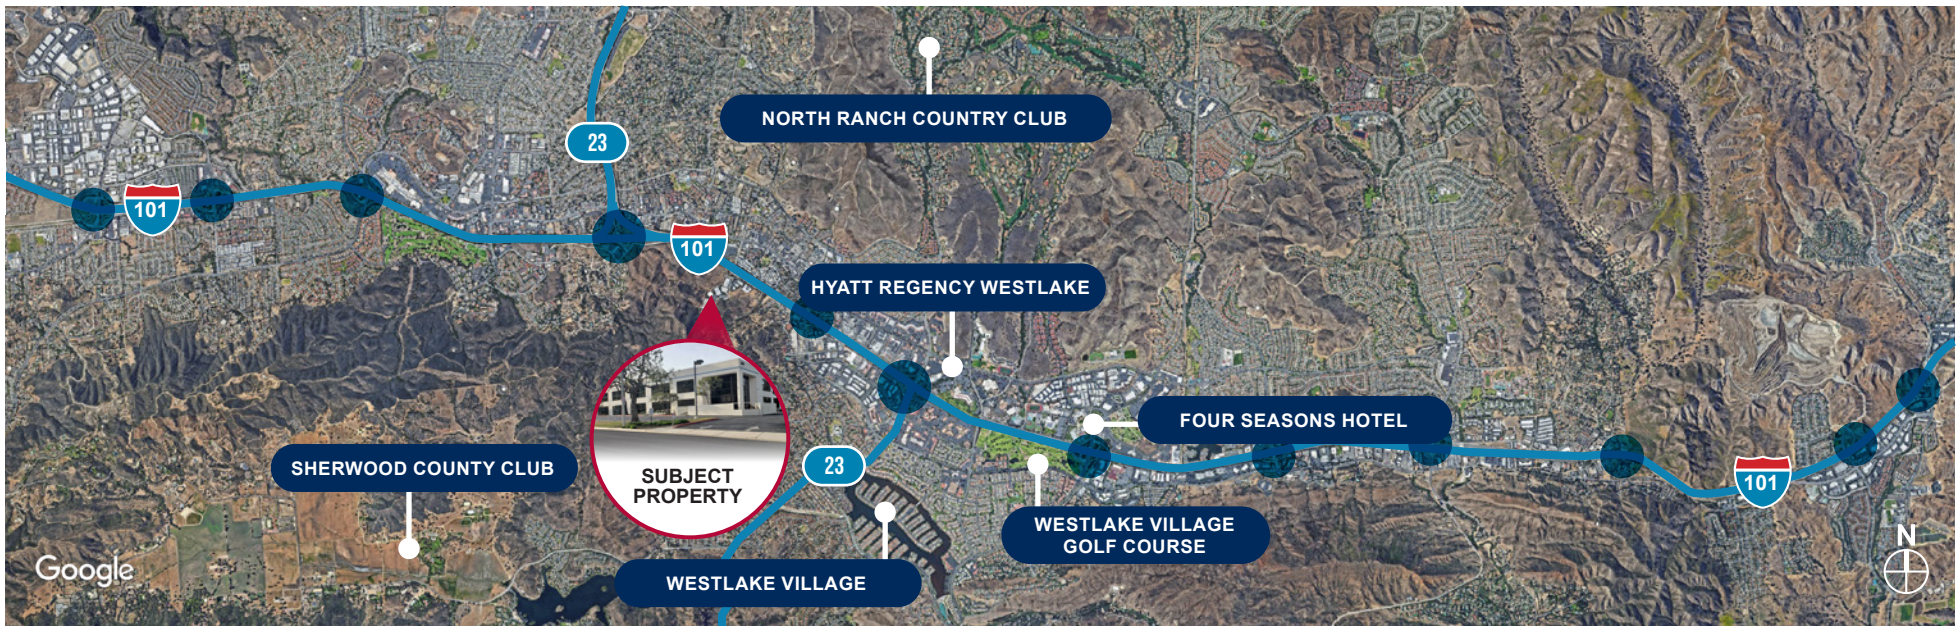 NORTH RANCH COUNTRY CLUB
23
101
101
HYATT REGENCY WESTLAKE
FOUR SEASONS HOTEL
SHERWOOD COUNTY CLUB
SUBJECT
PROPERTY
23
101
WESTLAKE VILLAGE
GOLF COURSE
WESTLAKE VILLAGE
Google
N